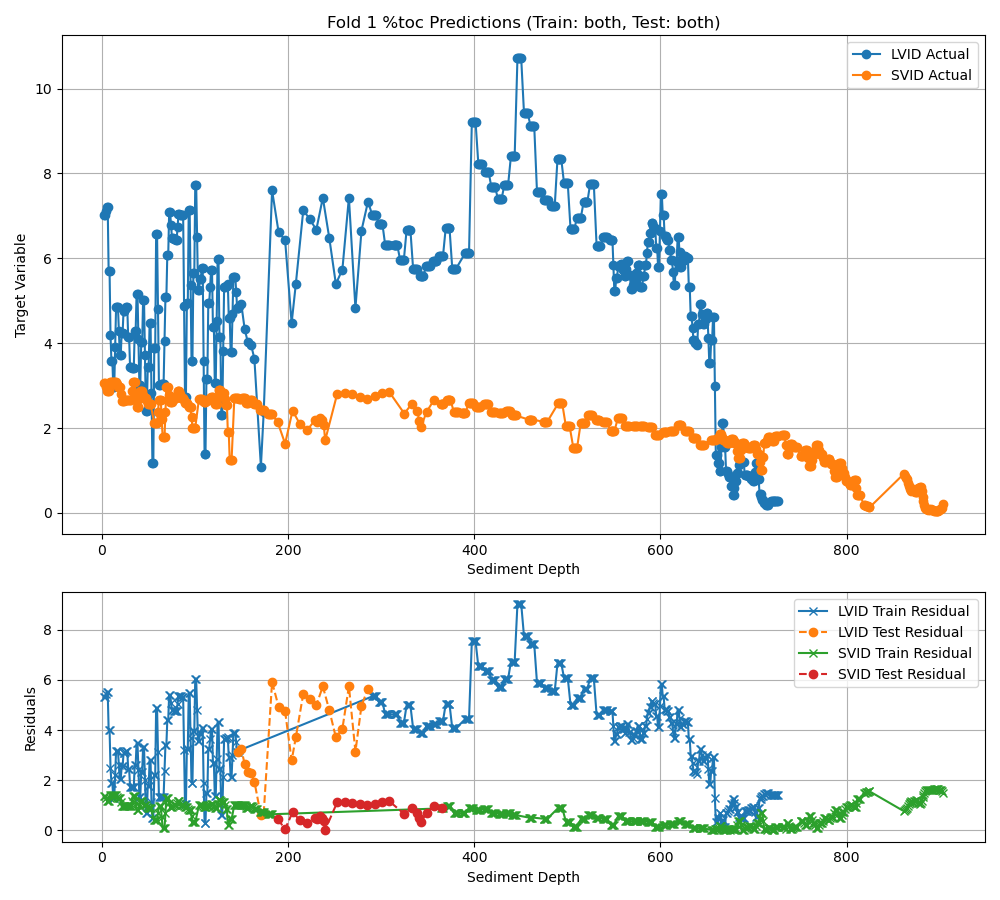 Fold 1 %toc Predictions (Train: both, Test: both)
Target Variable
10
8
6
4
2
0
LVID Actual
SVID Actual
0 200 400 600 800
Sediment Depth
Residuals
8
6
4
2
0
LVID Train Residual
LVID Test Residual
SVID Train Residual
SVID Test Residual
0 200 400 600 800
Sediment Depth